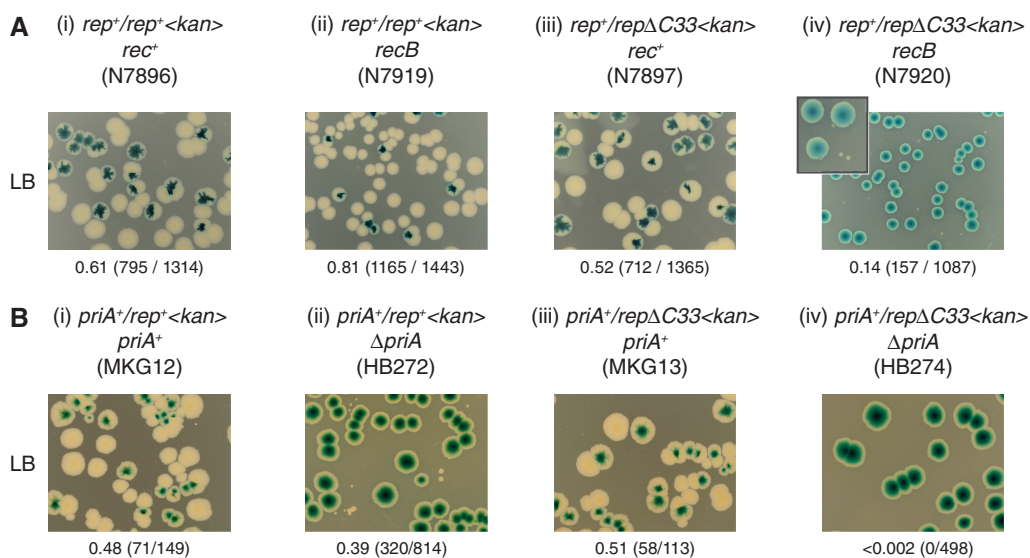 A
(i) rep⁺/rep⁺<kan>
rec⁺
(N7896)
(ii) rep⁺/rep⁺<kan>
recB
(N7919)
(iii) rep⁺/repΔC33<kan>
rec⁺
(N7897)
(iv) rep⁺/repΔC33<kan>
recB
(N7920)
LB
0.61 (795 / 1314)
0.81 (1165 / 1443)
0.52 (712 / 1365)
0.14 (157 / 1087)
B
(i) priA⁺/rep⁺<kan>
priA⁺
(MKG12)
(ii) priA⁺/rep⁺<kan>
ΔpriA
(HB272)
(iii) priA⁺/repΔC33<kan>
priA⁺
(MKG13)
(iv) priA⁺/repΔC33<kan>
ΔpriA
(HB274)
LB
0.48 (71/149)
0.39 (320/814)
0.51 (58/113)
<0.002 (0/498)